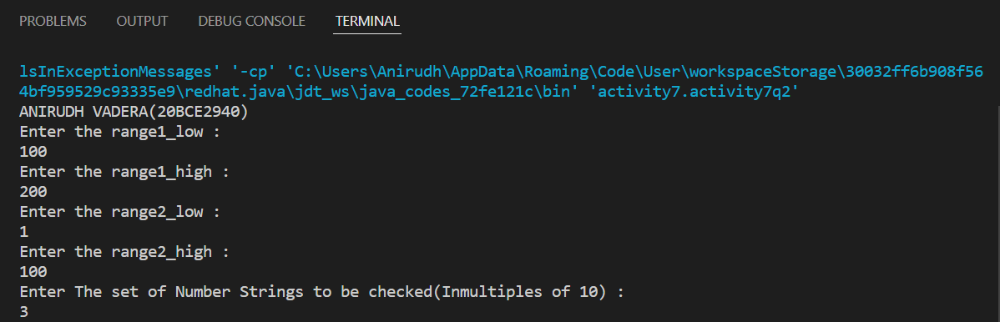 PROBLEMS OUTPUT DEBUG CONSOLE TERMINAL
lsInExceptionMessages' '-cp' 'C:\Users\Anirudh\AppData\Roaming\Code\User\workspaceStorage\30032ff6b908f56
4bf959529c93335e9\redhat.java\jdt_ws\java_codes_72fe121c\bin' 'activity7.activity7q2'
ANIRUDH VADERA(20BCE2940)
Enter the range1_low :
100
Enter the range1_high :
200
Enter the range2_low :
1
Enter the range2_high :
100
Enter The set of Number Strings to be checked(Inmultiples of 10) :
3